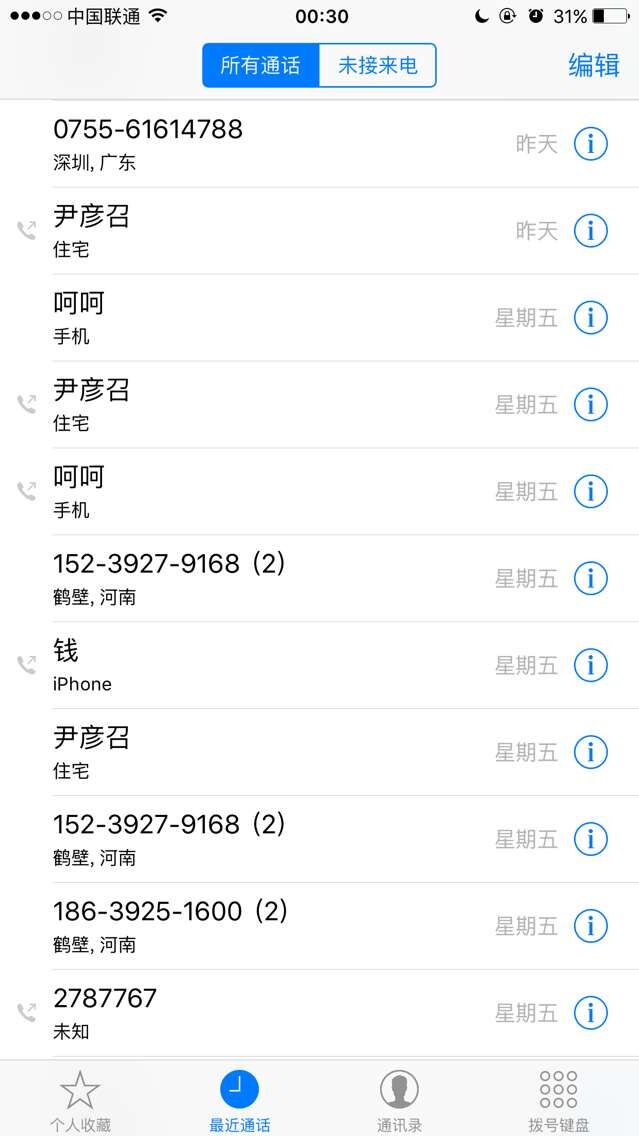 中国联通 00:30 31%
所有通话 未接来电 编辑
0755-61614788 昨天
深圳, 广东
尹彦召 昨天
住宅
呵呵 星期五
手机
尹彦召 星期五
住宅
呵呵 星期五
手机
152-3927-9168 (2) 星期五
鹤壁, 河南
钱 星期五
iPhone
尹彦召 星期五
住宅
152-3927-9168 (2) 星期五
鹤壁, 河南
186-3925-1600 (2) 星期五
鹤壁, 河南
2787767 星期五
未知
个人收藏 最近通话 通讯录 拨号键盘